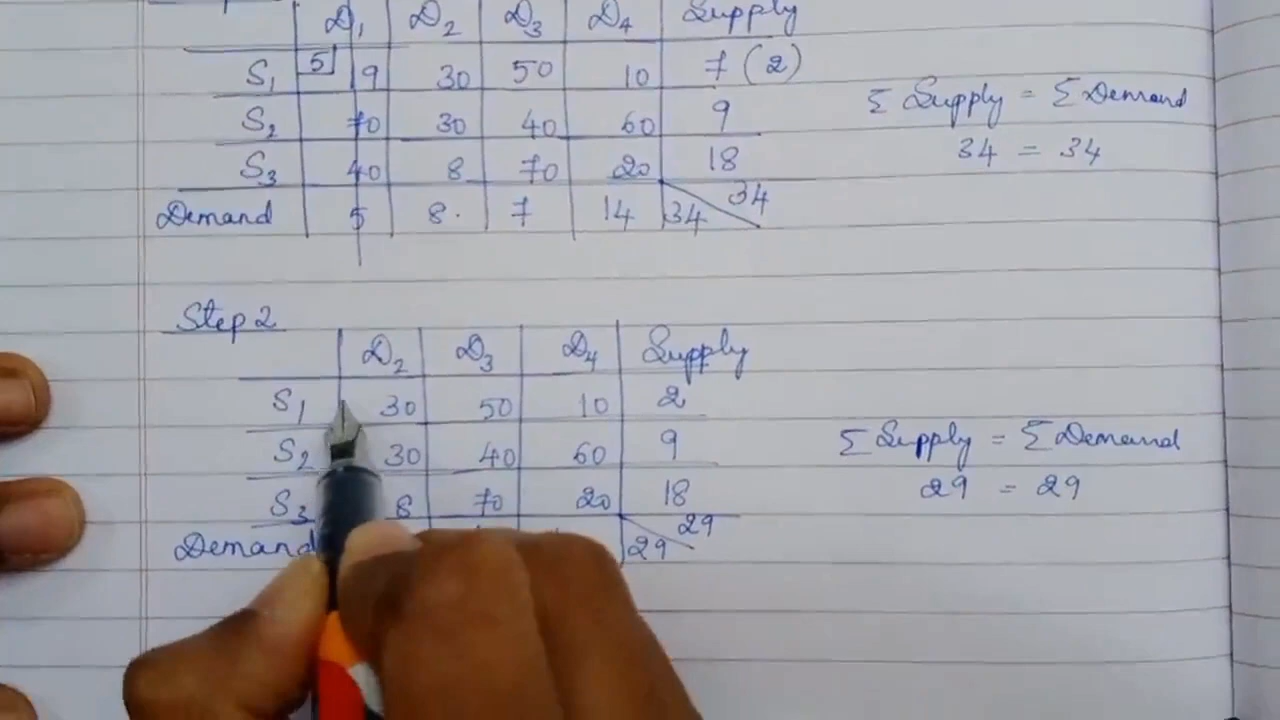 D1 D2 D3 D4 Supply
S1 5 9 30 50 10 7 (2)
S2 70 30 40 60 9
S3 40 8 70 20 18
Demand 5 8. 7 14 34 34
Σ Supply = Σ Demand
34 = 34
Step 2
D2 D3 D4 Supply
S1 30 50 10 2
S2 30 40 60 9
S3 8 70 20 18
Demand 29 29
Σ Supply = Σ Demand
29 = 29